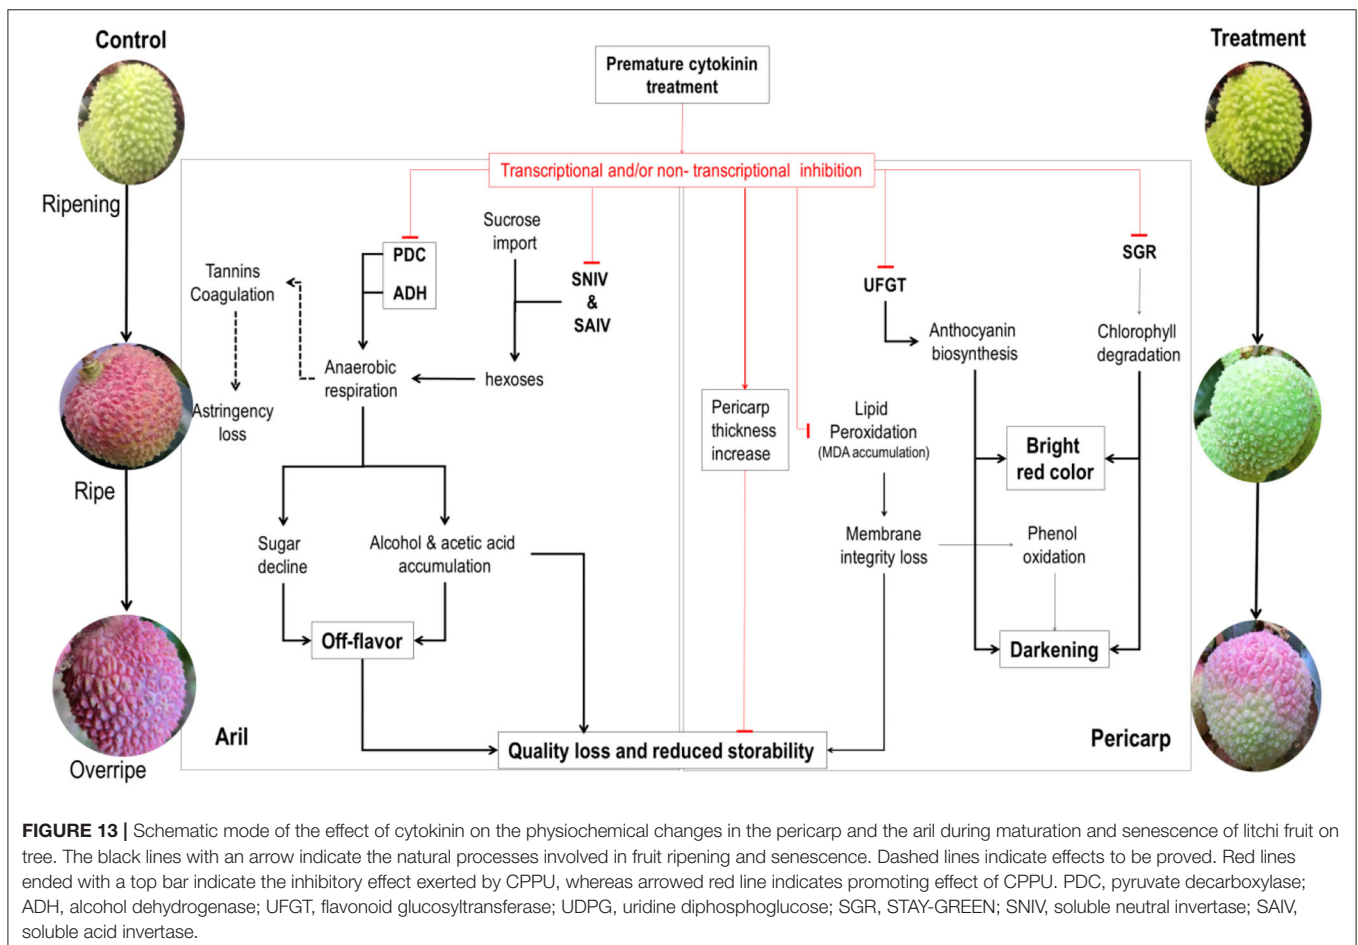 Control
Treatment
Premature cytokinin
treatment
Transcriptional and/or non- transcriptional inhibition
Ripening
Ripe
Overripe
Tannins
Coagulation
Astringency
loss
PDC
ADH
Sucrose
import
SNIV
&
SAIV
Anaerobic
respiration
hexoses
Sugar
decline
Alcohol & acetic acid
accumulation
Off-flavor
Aril
Quality loss and reduced storability
Pericarp
thickness
increase
Lipid
Peroxidation
(MDA accumulation)
Membrane
integrity loss
UFGT
Anthocyanin
biosynthesis
SGR
Chlorophyll
degradation
Bright
red color
Phenol
oxidation
Darkening
Pericarp
FIGURE 13 | Schematic mode of the effect of cytokinin on the physiochemical changes in the pericarp and the aril during maturation and senescence of litchi fruit on
tree. The black lines with an arrow indicate the natural processes involved in fruit ripening and senescence. Dashed lines indicate effects to be proved. Red lines
ended with a top bar indicate the inhibitory effect exerted by CPPU, whereas arrowed red line indicates promoting effect of CPPU. PDC, pyruvate decarboxylase;
ADH, alcohol dehydrogenase; UFGT, flavonoid glucosyltransferase; UDPG, uridine diphosphoglucose; SGR, STAY-GREEN; SNIV, soluble neutral invertase; SAIV,
soluble acid invertase.